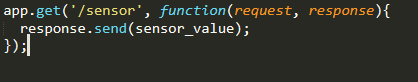 app.get('/sensor', function(request, response){
  response.send(sensor_value);
});